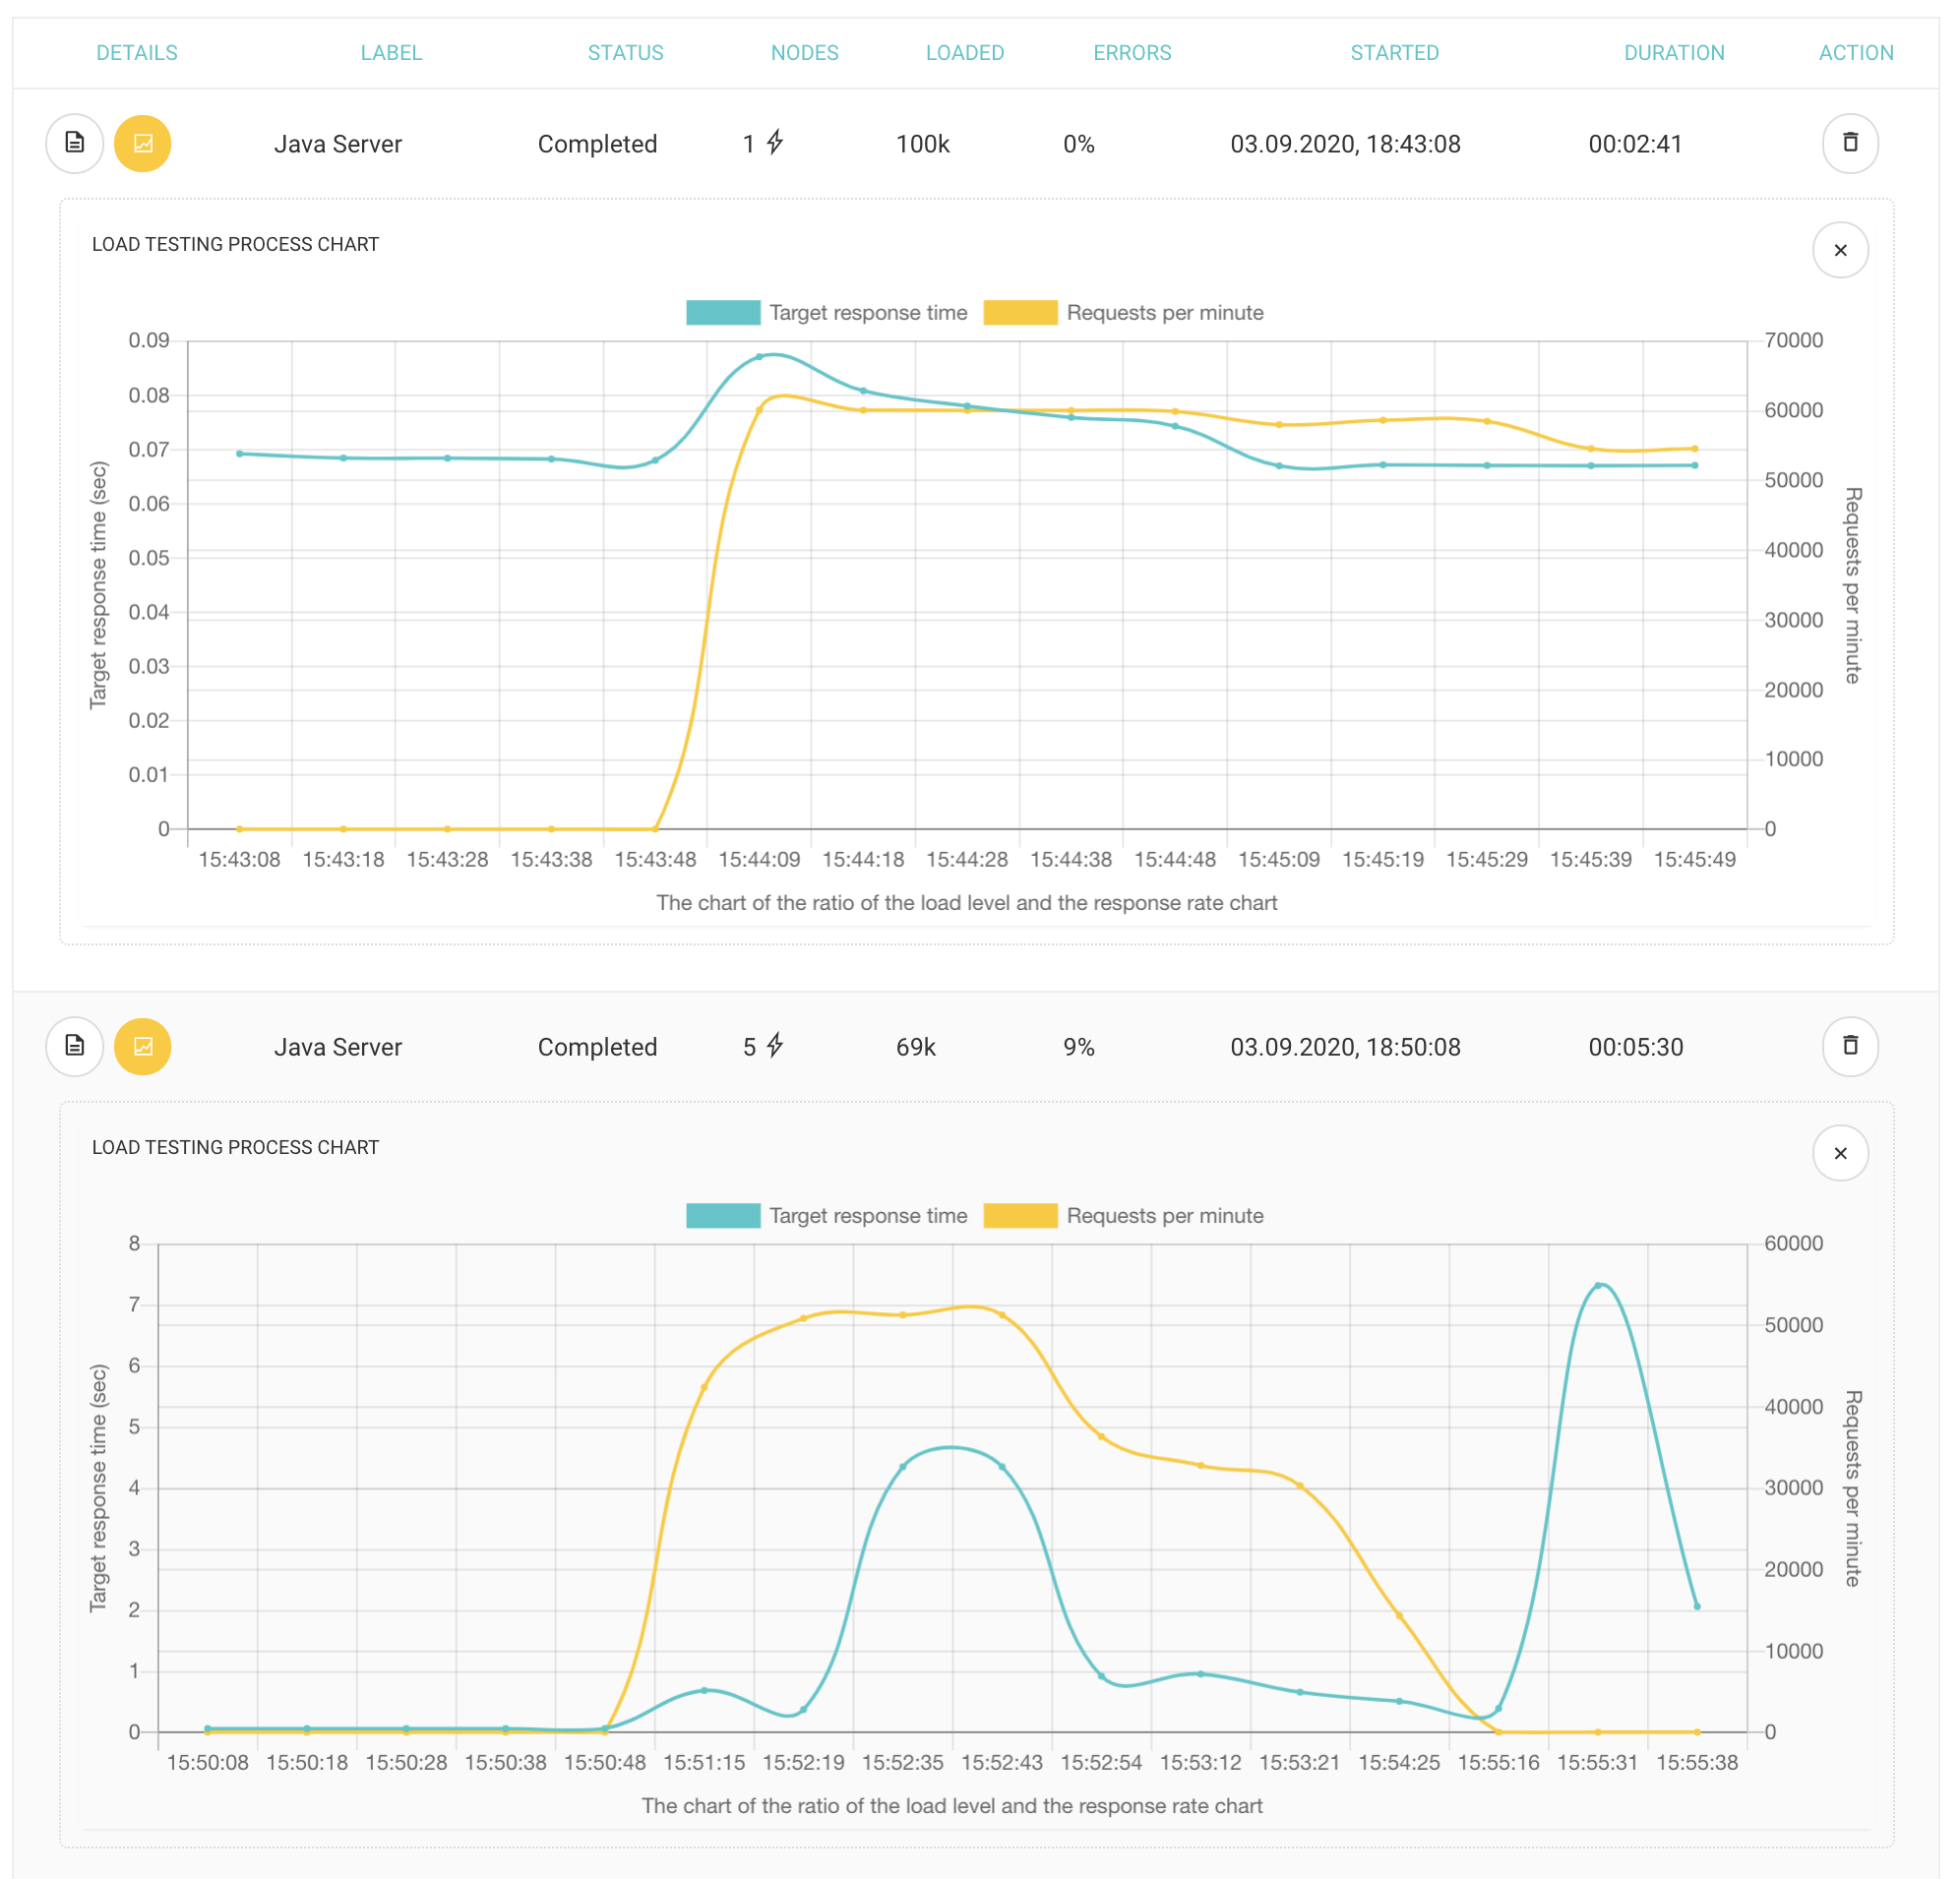 DETAILS LABEL STATUS NODES LOADED ERRORS STARTED DURATION ACTION
Java Server Completed 1 100k 0% 03.09.2020, 18:43:08 00:02:41
LOAD TESTING PROCESS CHART
Target response time Requests per minute
0.09 70000
0.08 60000
0.07 50000
0.06 40000
0.05 30000
0.04 20000
0.03 10000
0.02 0
0.01
0
Target response time (sec)
Requests per minute
15:43:08 15:43:18 15:43:28 15:43:38 15:43:48 15:44:09 15:44:18 15:44:28 15:44:38 15:44:48 15:45:09 15:45:19 15:45:29 15:45:39 15:45:49
The chart of the ratio of the load level and the response rate chart
Java Server Completed 5 69k 9% 03.09.2020, 18:50:08 00:05:30
LOAD TESTING PROCESS CHART
Target response time Requests per minute
8 60000
7 50000
6 40000
5 30000
4 20000
3 10000
2 0
1
0
Target response time (sec)
Requests per minute
15:50:08 15:50:18 15:50:28 15:50:38 15:50:48 15:51:15 15:52:19 15:52:35 15:52:43 15:52:54 15:53:12 15:53:21 15:54:25 15:55:16 15:55:31 15:55:38
The chart of the ratio of the load level and the response rate chart